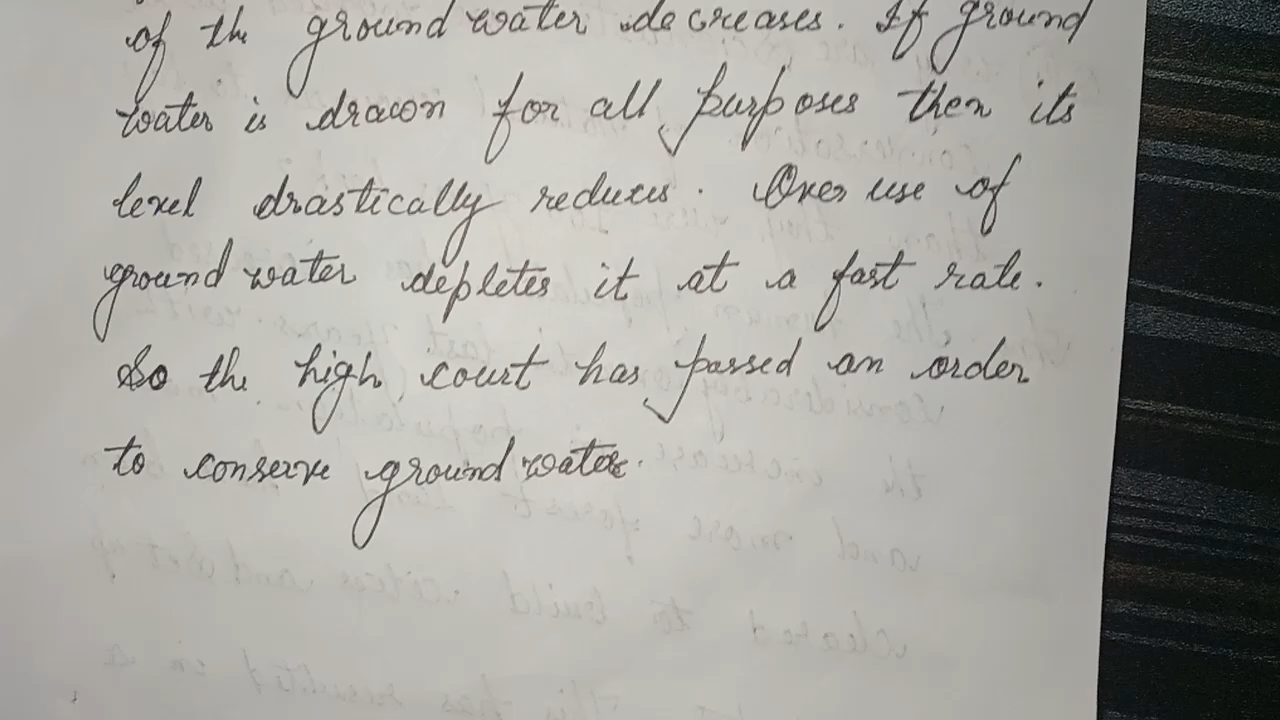 of the ground water decreases. If ground
water is drawn for all purposes then its
level drastically reduces. Over use of
ground water depletes it at a fast rate.
So the high court has passed an order
to conserve ground water.